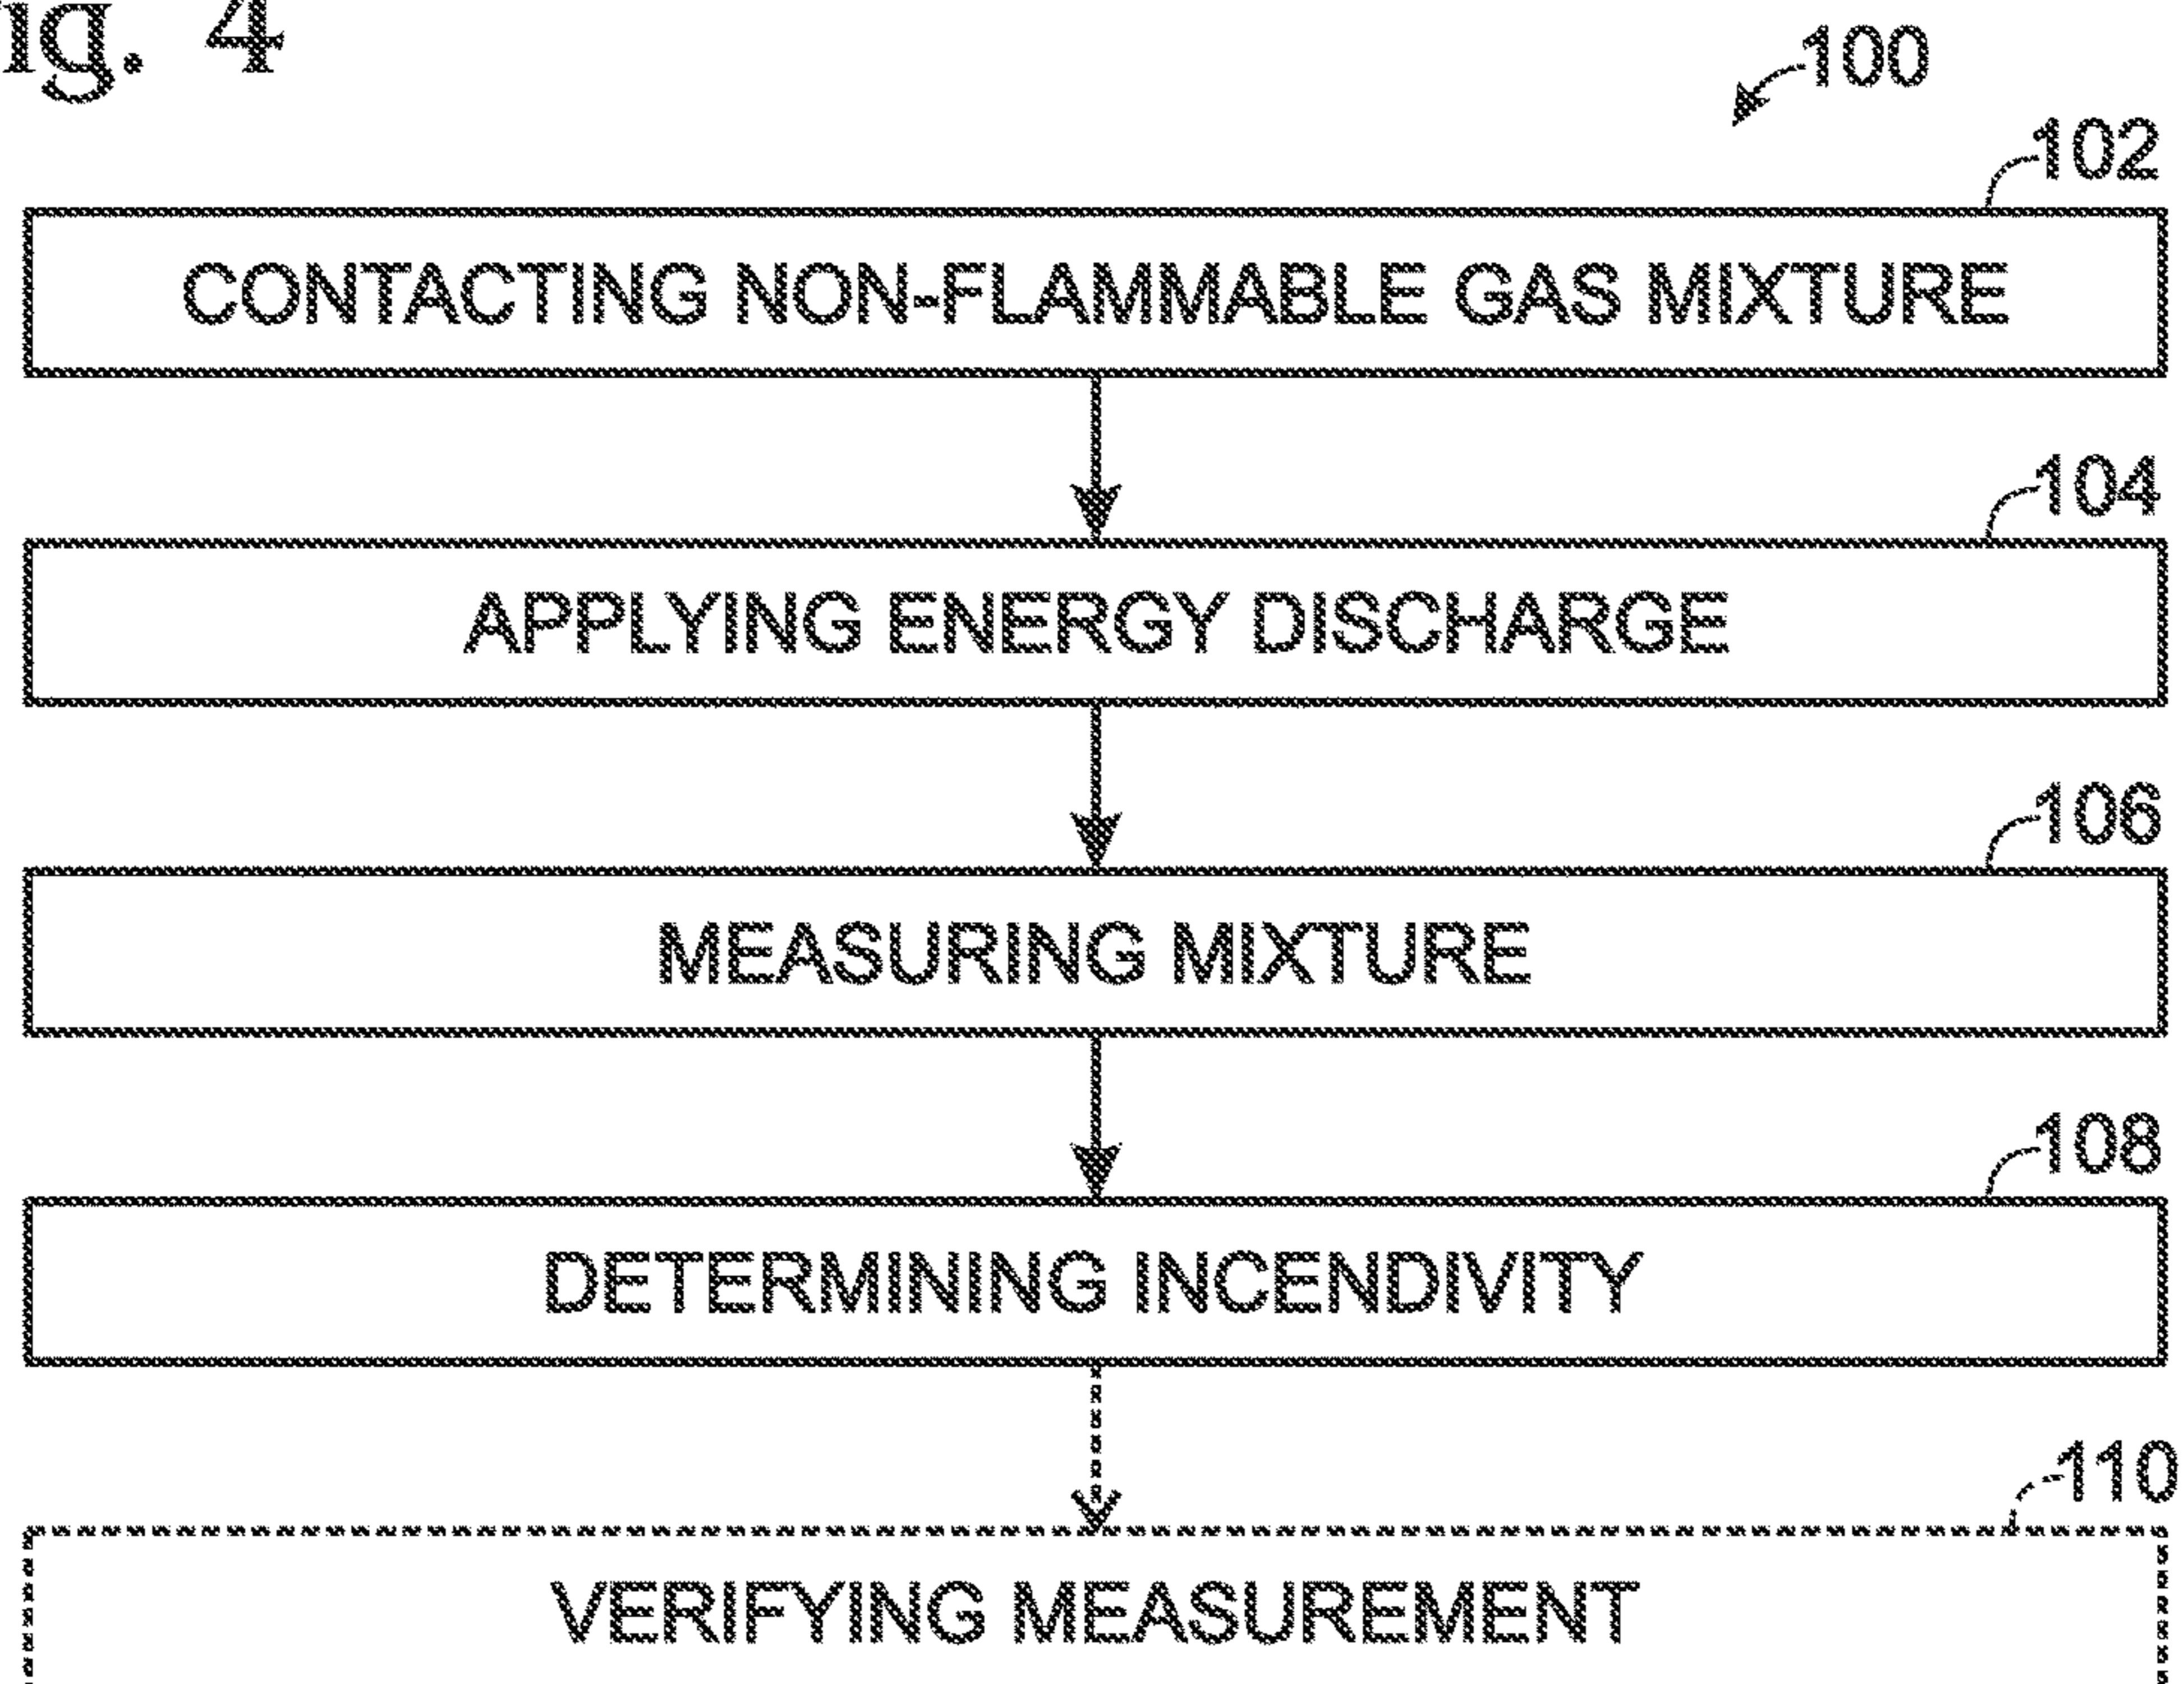 ig. 4
100
102
CONTACTING NON-FLAMMABLE GAS MIXTURE
104
APPLYING ENERGY DISCHARGE
106
MEASURING MIXTURE
108
DETERMINING INCENDIVITY
110
VERIFYING MEASUREMENT